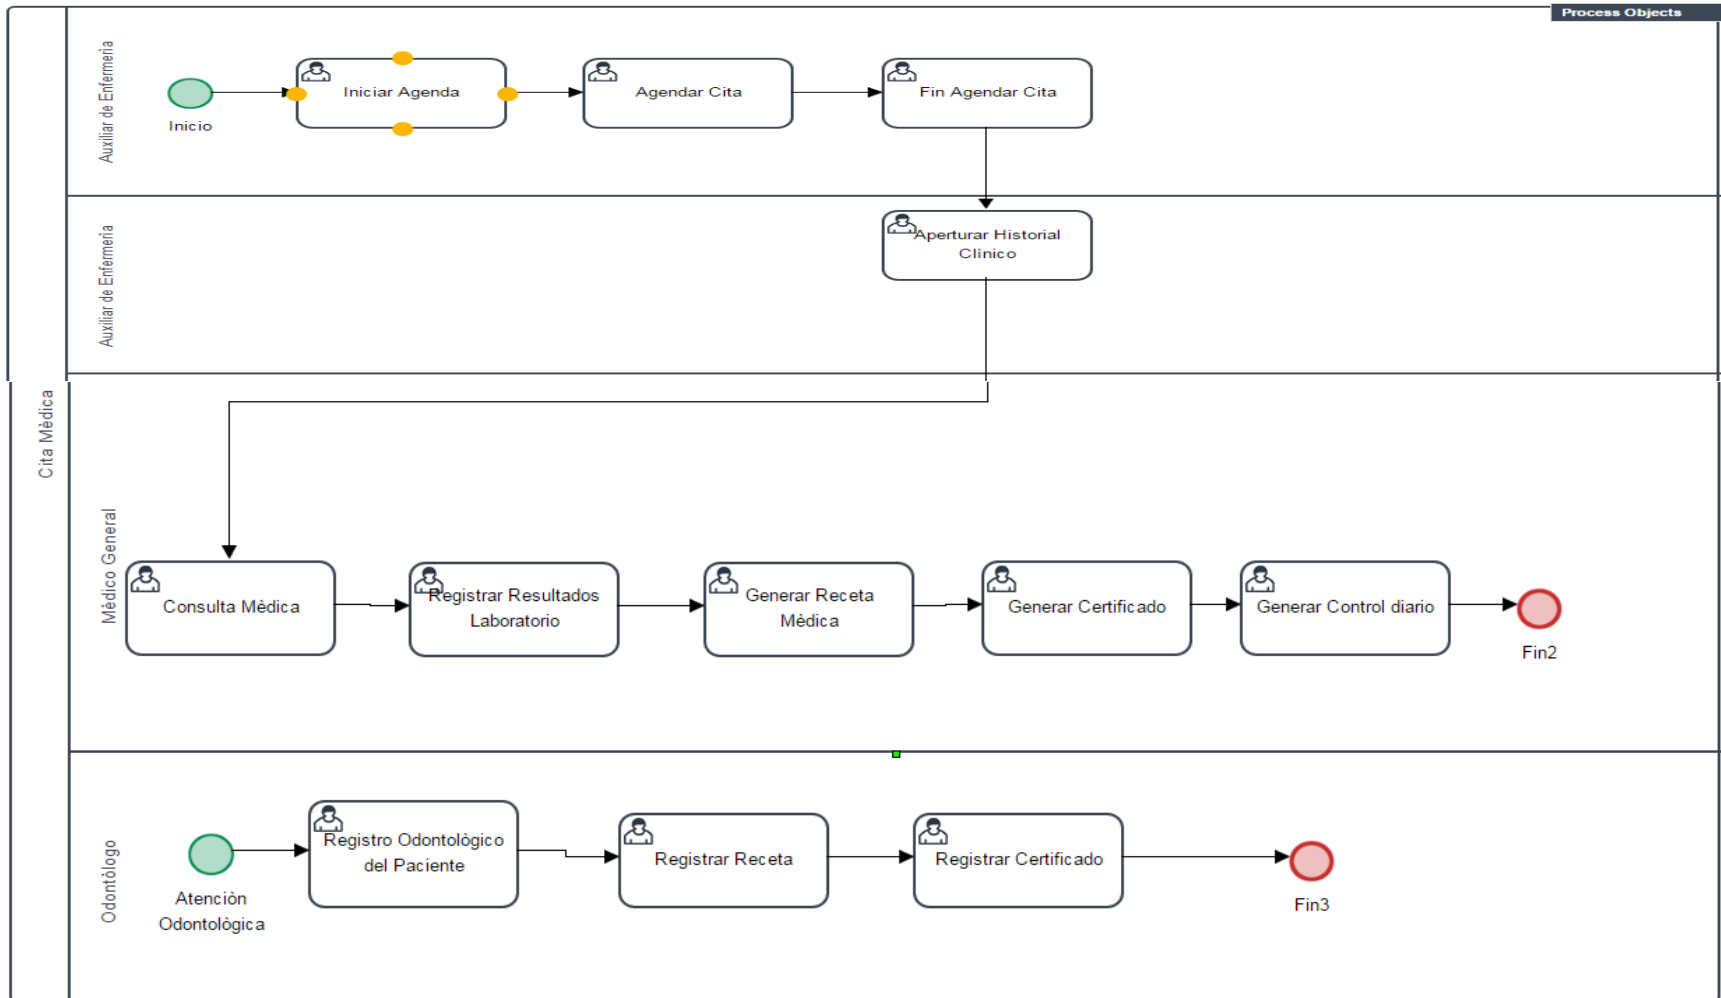 Process Objects
Auxiliar de Enfermeria
Inicio
Iniciar Agenda
Agendar Cita
Fin Agendar Cita
Auxiliar de Enfermeria
Aperturar Historial
Clìnico
Cita Mèdica
Mèdico General
Consulta Mèdica
Registrar Resultados
Laboratorio
Generar Receta
Mèdica
Generar Certificado
Generar Control diario
Fin2
Odontòlogo
Atenciòn
Odontològica
Registro Odontològico
del Paciente
Registrar Receta
Registrar Certificado
Fin3